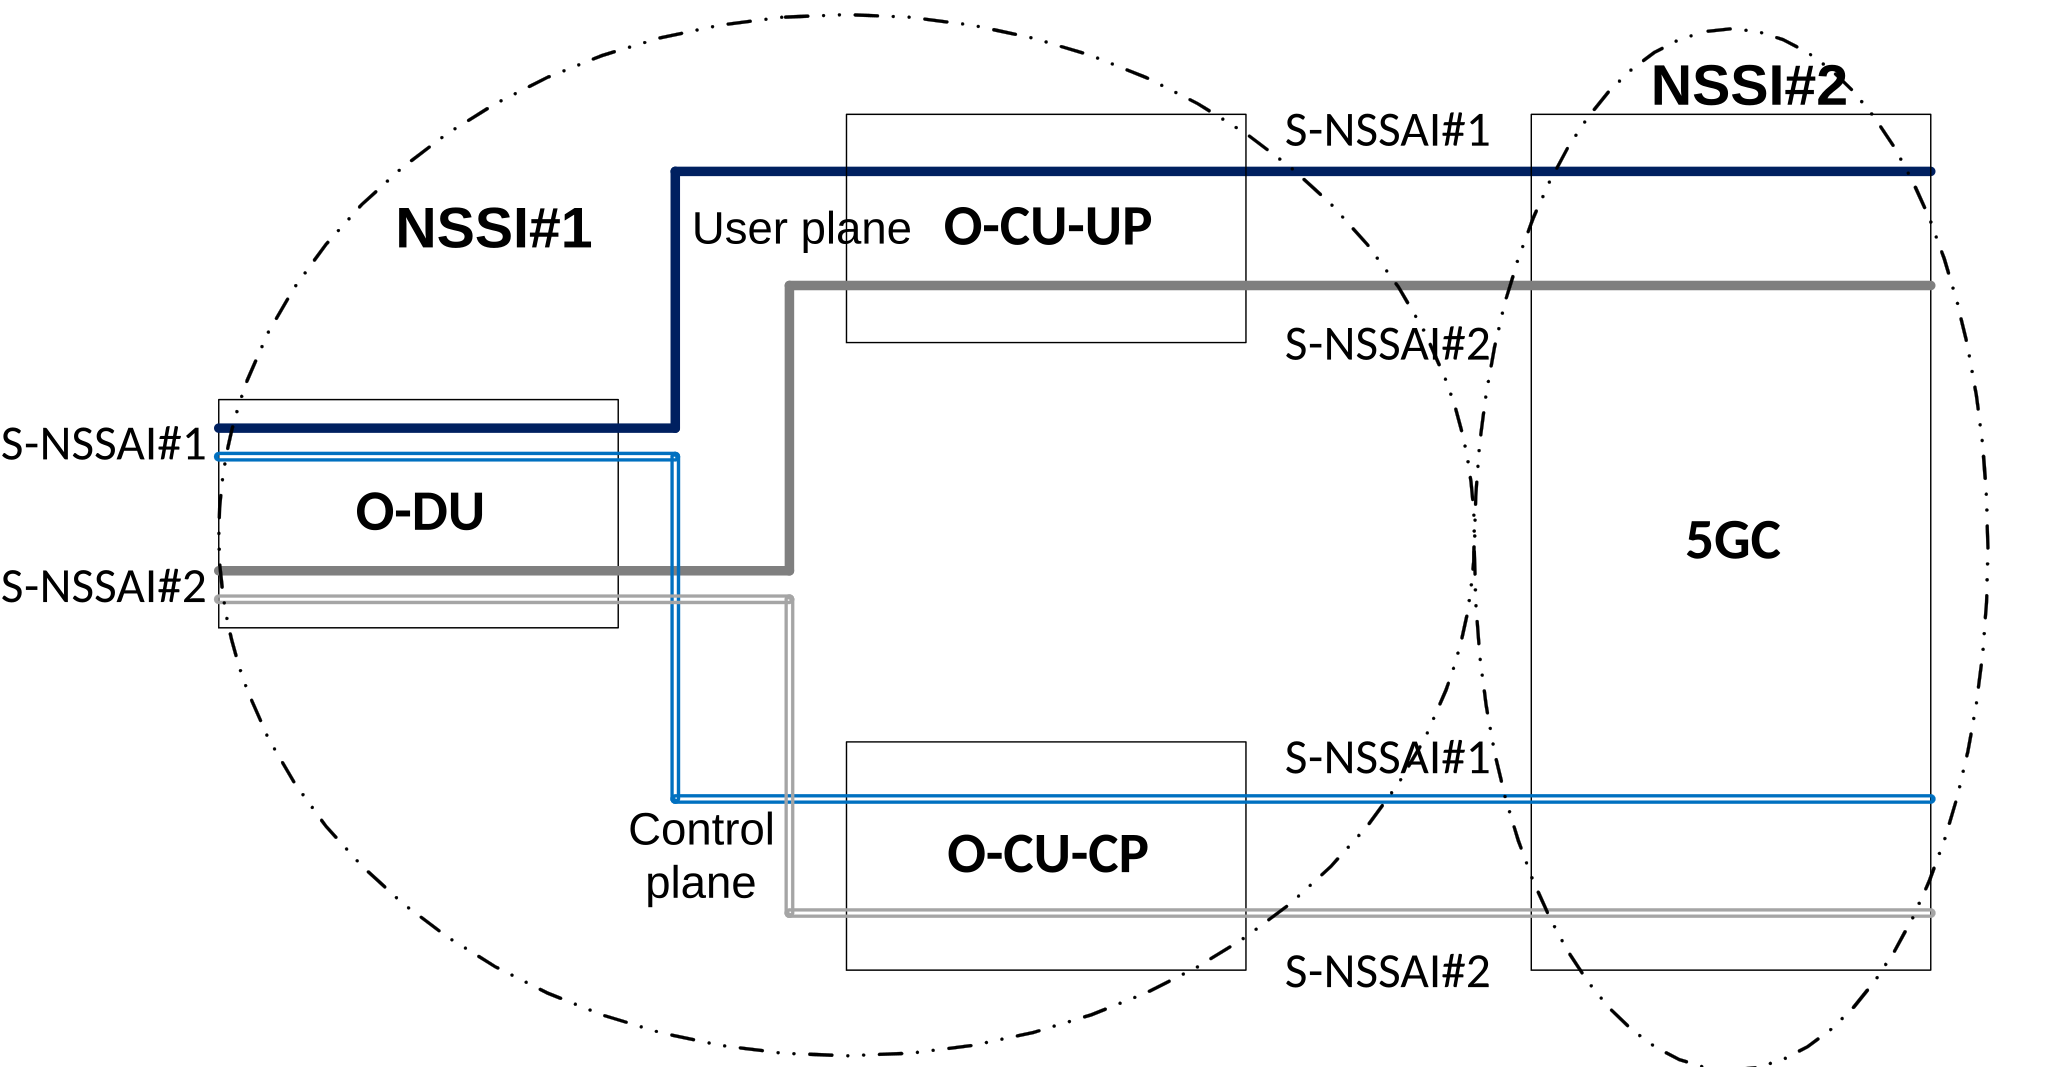 NSSI#2
S-NSSAI#1
NSSI#1
User plane
O-CU-UP
S-NSSAI#2
S-NSSAI#1
O-DU
5GC
S-NSSAI#2
S-NSSAI#1
Control
plane
O-CU-CP
S-NSSAI#2